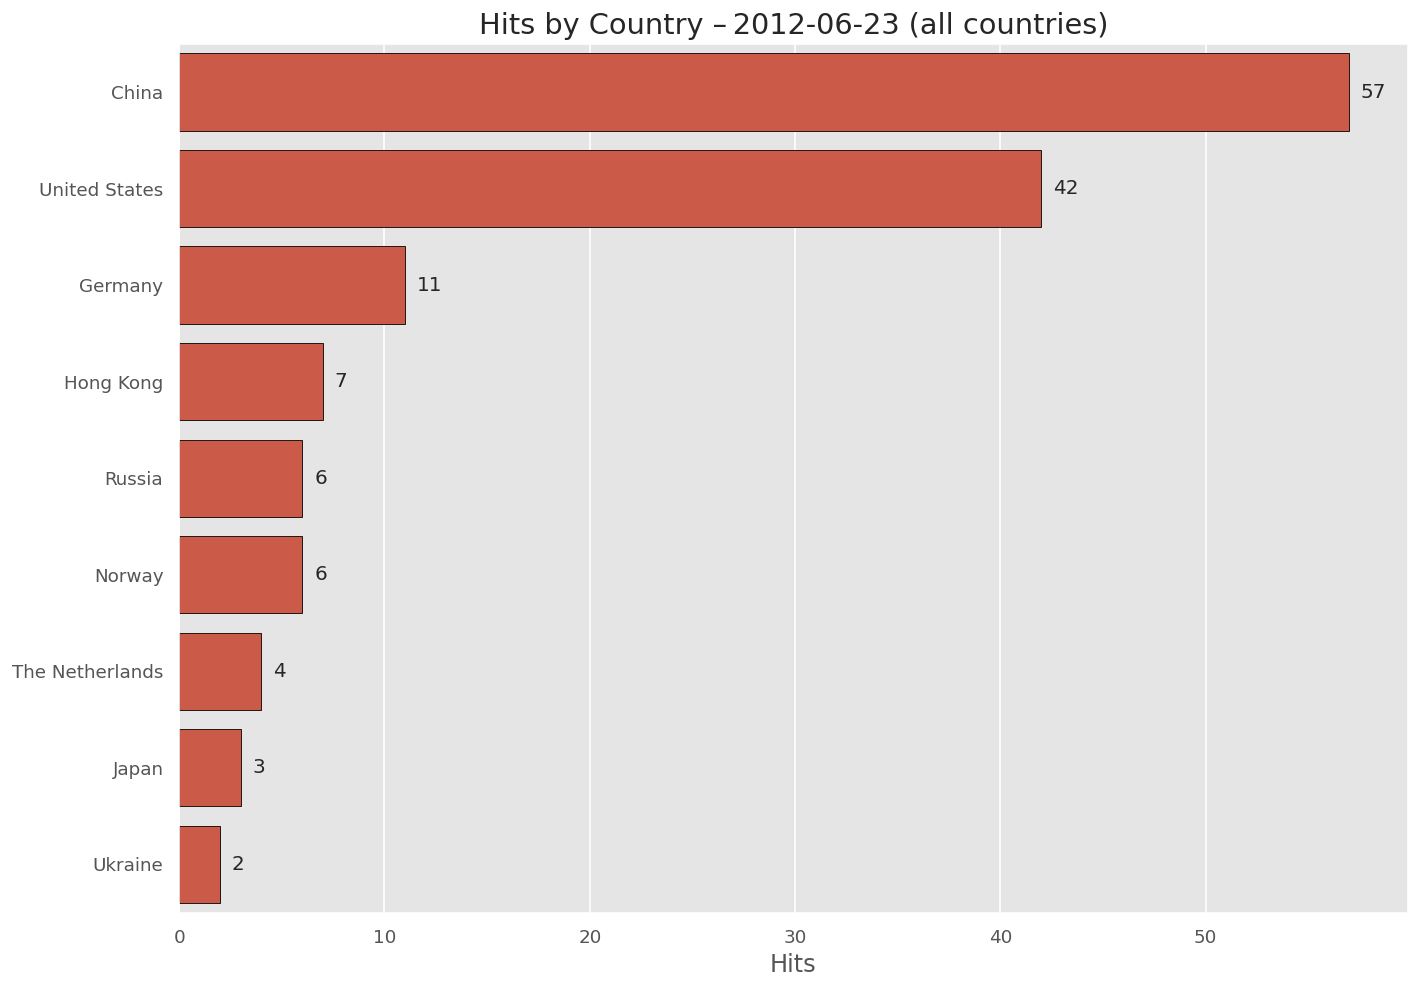 Hits by Country – 2012-06-23 (all countries)
China 57
United States 42
Germany 11
Hong Kong 7
Russia 6
Norway 6
The Netherlands 4
Japan 3
Ukraine 2
0 10 20 30 40 50
Hits